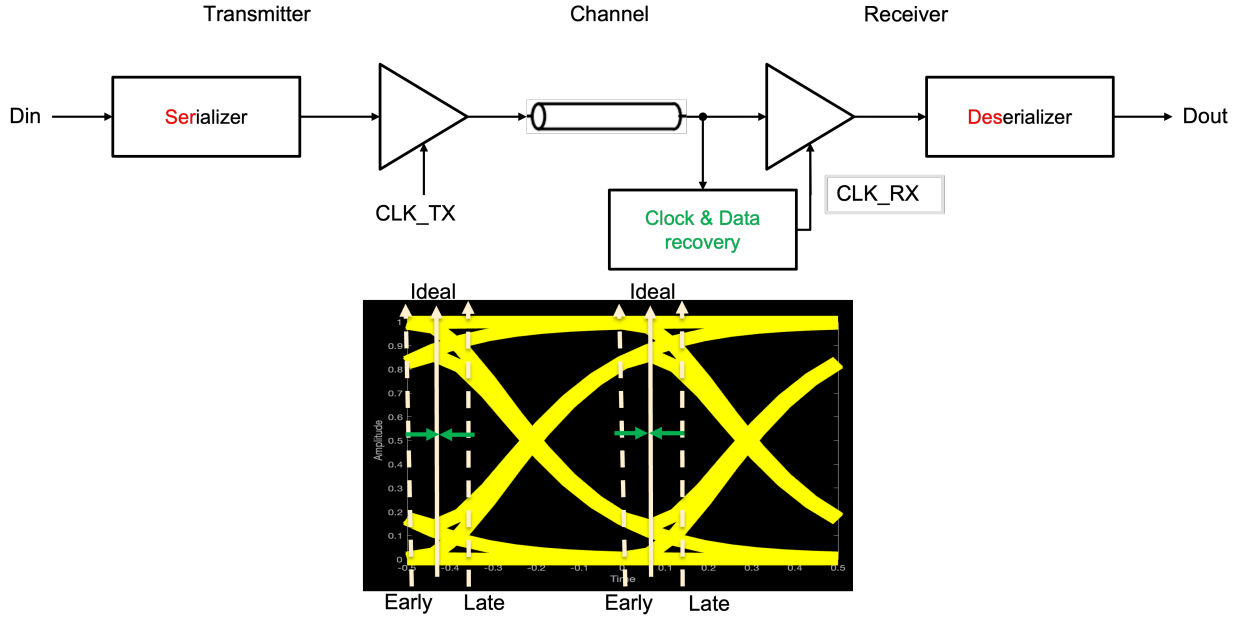 Transmitter
Channel
Receiver
Din
Serializer
Deserializer
Dout
CLK_TX
Clock & Data
recovery
CLK_RX
Ideal
Ideal
1
0.9
0.8
0.7
0.6
0.5
0.4
0.3
0.2
0.1
0
Amplitude
-0.5
-0.4
-0.3
-0.2
-0.1
0
0.1
0.2
0.3
0.4
0.5
Time
Early
Late
Early
Late